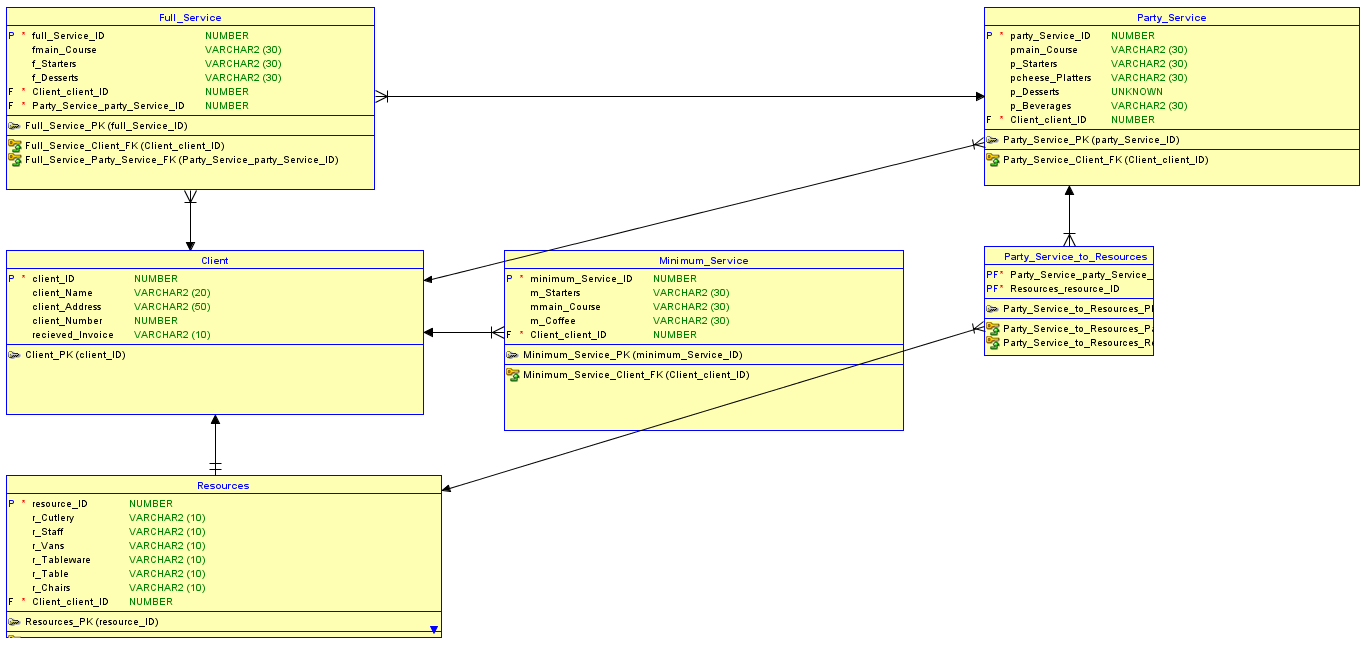 Full_Service
P * full_Service_ID NUMBER
fmain_Course VARCHAR2 (30)
f_Starters VARCHAR2 (30)
f_Desserts VARCHAR2 (30)
F * Client_client_ID NUMBER
F * Party_Service_party_Service_ID NUMBER
Full_Service_PK (full_Service_ID)
Full_Service_Client_FK (Client_client_ID)
Full_Service_Party_Service_FK (Party_Service_party_Service_ID)
Party_Service
P * party_Service_ID NUMBER
pmain_Course VARCHAR2 (30)
p_Starters VARCHAR2 (30)
pcheese_Platters VARCHAR2 (30)
p_Desserts UNKNOWN
p_Beverages VARCHAR2 (30)
F * Client_client_ID NUMBER
Party_Service_PK (party_Service_ID)
Party_Service_Client_FK (Client_client_ID)
Client
P * client_ID NUMBER
client_Name VARCHAR2 (20)
client_Address VARCHAR2 (50)
client_Number NUMBER
recieved_Invoice VARCHAR2 (10)
Client_PK (client_ID)
Minimum_Service
P * minimum_Service_ID NUMBER
m_Starters VARCHAR2 (30)
mmain_Course VARCHAR2 (30)
m_Coffee VARCHAR2 (30)
F * Client_client_ID NUMBER
Minimum_Service_PK (minimum_Service_ID)
Minimum_Service_Client_FK (Client_client_ID)
Party_Service_to_Resources
PF* Party_Service_party_Service_
PF* Resources_resource_ID
Party_Service_to_Resources_P
Party_Service_to_Resources_Pa
Party_Service_to_Resources_Re
Resources
P * resource_ID NUMBER
r_Cutlery VARCHAR2 (10)
r_Staff VARCHAR2 (10)
r_Vans VARCHAR2 (10)
r_Tableware VARCHAR2 (10)
r_Table VARCHAR2 (10)
r_Chairs VARCHAR2 (10)
F * Client_client_ID NUMBER
Resources_PK (resource_ID)